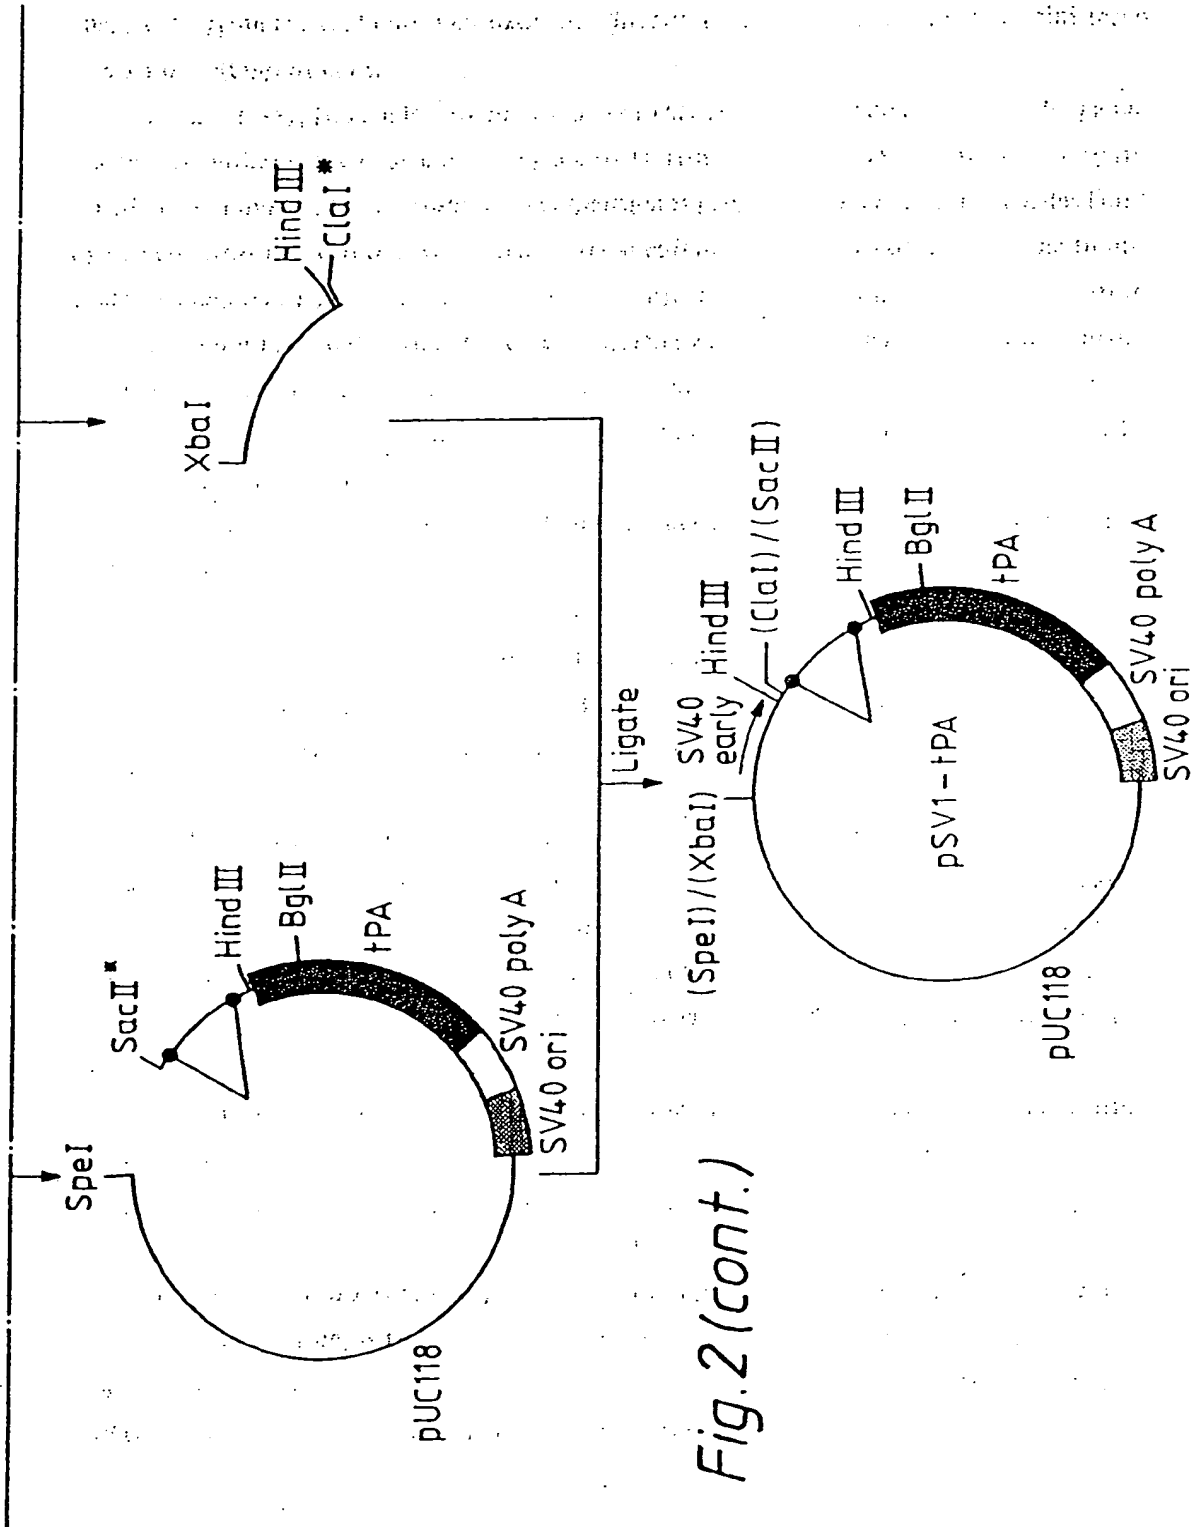 SpeI
SacII*
HindIII
BglII
tPA
SV40 poly A
SV40 ori
pUC118
XbaI
HindIII
ClaI*
Ligate
(SpeI)/(XbaI)
SV40
early
HindIII
(ClaI)/(SacII)
HindIII
BglII
tPA
SV40 poly A
SV40 ori
pUC118
pSV1-tPA
Fig. 2 (cont.)